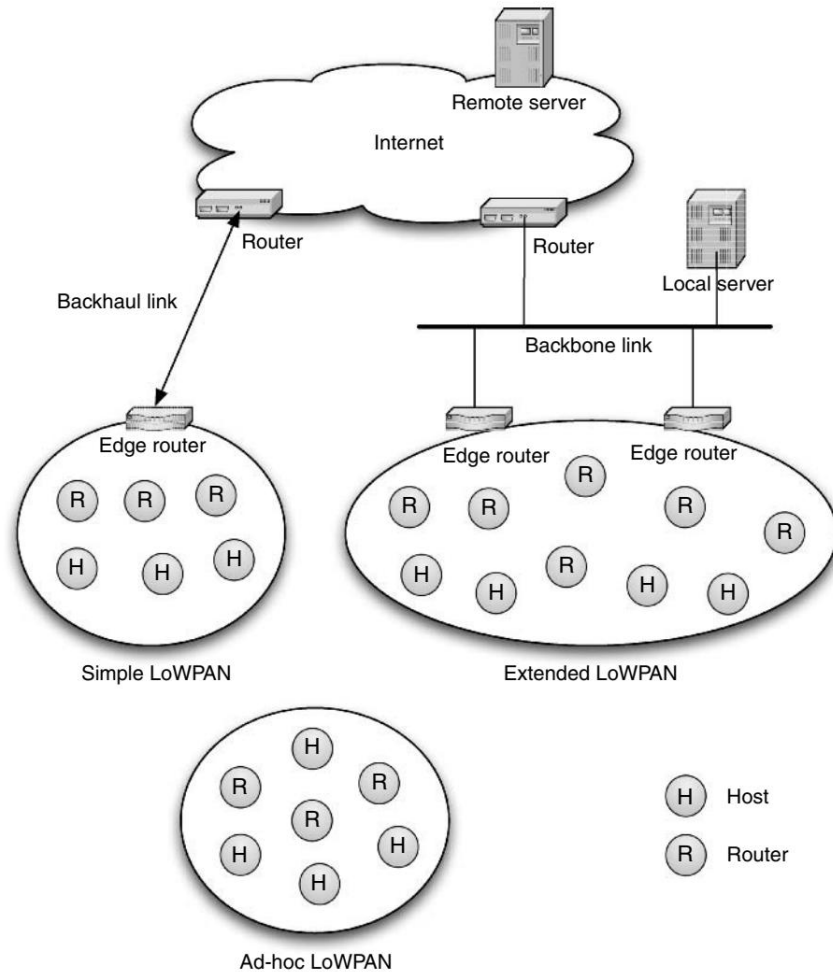 Remote server
Internet
Router
Router
Backhaul link
Local server
Backbone link
Edge router
Edge router
Edge router
R
R
R
H
H
H
R
R
R
R
R
H
H
R
H
H
Simple LoWPAN
Extended LoWPAN
H
R
R
R
H
H
H
H
Host
R
Router
Ad-hoc LoWPAN